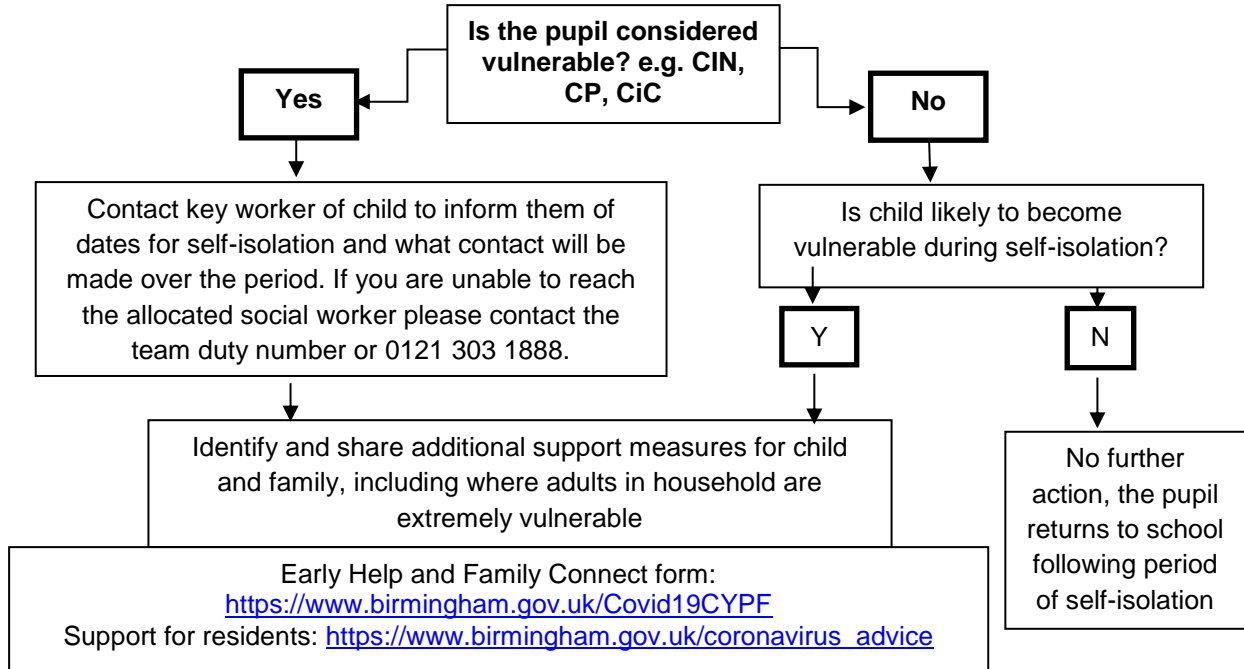 Is the pupil considered
vulnerable? e.g. CIN,
CP, CiC
Yes
No
Contact key worker of child to inform them of
dates for self-isolation and what contact will be
made over the period. If you are unable to reach
the allocated social worker please contact the
team duty number or 0121 303 1888.
Is child likely to become
vulnerable during self-isolation?
Y
N
Identify and share additional support measures for child
and family, including where adults in household are
extremely vulnerable
No further
action, the pupil
returns to school
following period
of self-isolation
Early Help and Family Connect form:
https://www.birmingham.gov.uk/Covid19CYPF
Support for residents: https://www.birmingham.gov.uk/coronavirus_advice